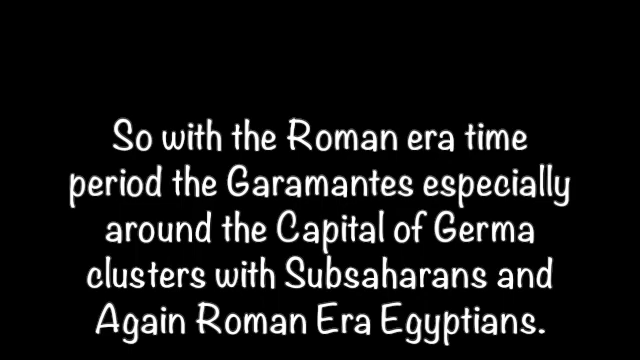 So with the Roman era time
period the Garamantes especially
around the Capital of Germa
clusters with Subsaharans and
Again Roman Era Egyptians.